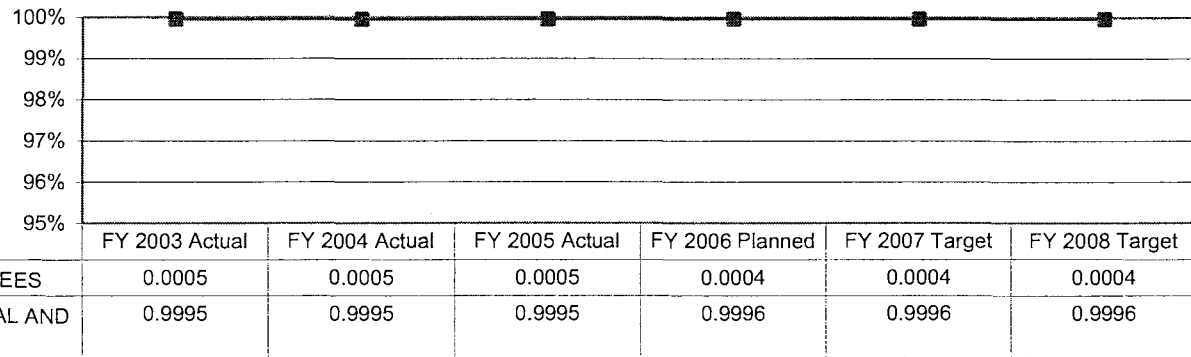 100%
99%
98%
97%
96%
95%
FY 2003 Actual FY 2004 Actual FY 2005 Actual FY 2006 Planned FY 2007 Target FY 2008 Target
EES 0.0005 0.0005 0.0005 0.0004 0.0004 0.0004
AL AND 0.9995 0.9995 0.9995 0.9996 0.9996 0.9996